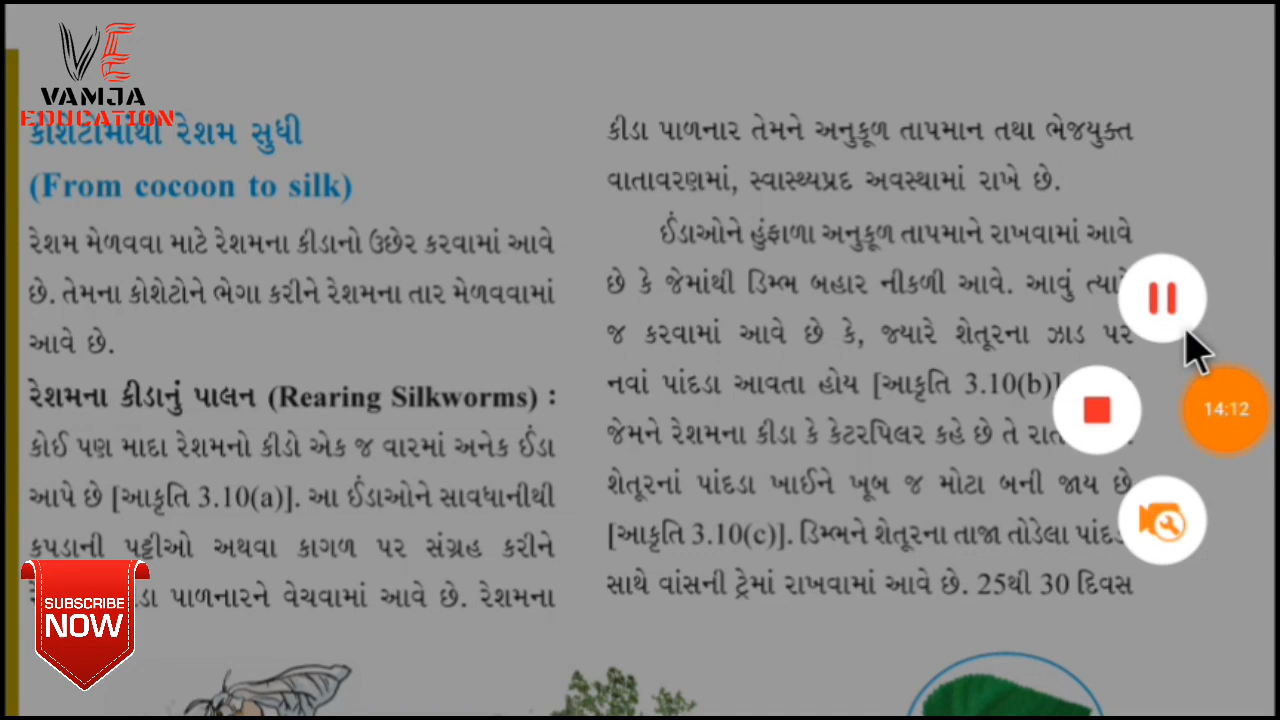 VE
VAMJA
EDUCATION
કોશેટામાંથી રેશમ સુધી
(From cocoon to silk)
રેશમ મેળવવા માટે રેશમના કીડાનો ઉછેર કરવામાં આવે
છે. તેમના કોશેટોને ભેગા કરીને રેશમના તાર મેળવવામાં
આવે છે.
રેશમના કીડાનું પાલન (Rearing Silkworms) :
કોઈ પણ માદા રેશમનો કીડો એક જ વારમાં અનેક ઈંડા
આપે છે [આકૃતિ 3.10(a)]. આ ઈંડાઓને સાવધાનીથી
કપડાની પટ્ટીઓ અથવા કાગળ પર સંગ્રહ કરીને
પાળનારને વેચવામાં આવે છે. રેશમના
કીડા પાળનાર તેમને અનુકૂળ તાપમાન તથા ભેજયુક્ત
વાતાવરણમાં, સ્વાસ્થ્યપ્રદ અવસ્થામાં રાખે છે.
ઈંડાઓને હુંફાળા અનુકૂળ તાપમાને રાખવામાં આવે
છે કે જેમાંથી ડિમ્ભ બહાર નીકળી આવે. આવું ત્યારે
જ કરવામાં આવે છે કે, જ્યારે શેતૂરના ઝાડ પર
નવાં પાંદડા આવતા હોય [આકૃતિ 3.10(b)]
જેમને રેશમના કીડા કે કેટરપિલર કહે છે તે
શેતૂરનાં પાંદડા ખાઈને ખૂબ જ મોટા બની જાય છે
[આકૃતિ 3.10(c)]. ડિમ્ભને શેતૂરના તાજા તોડેલા
સાથે વાંસની ટ્રેમાં રાખવામાં આવે છે. 25થી 30 દિવસ
14:12
SUBSCRIBE
NOW